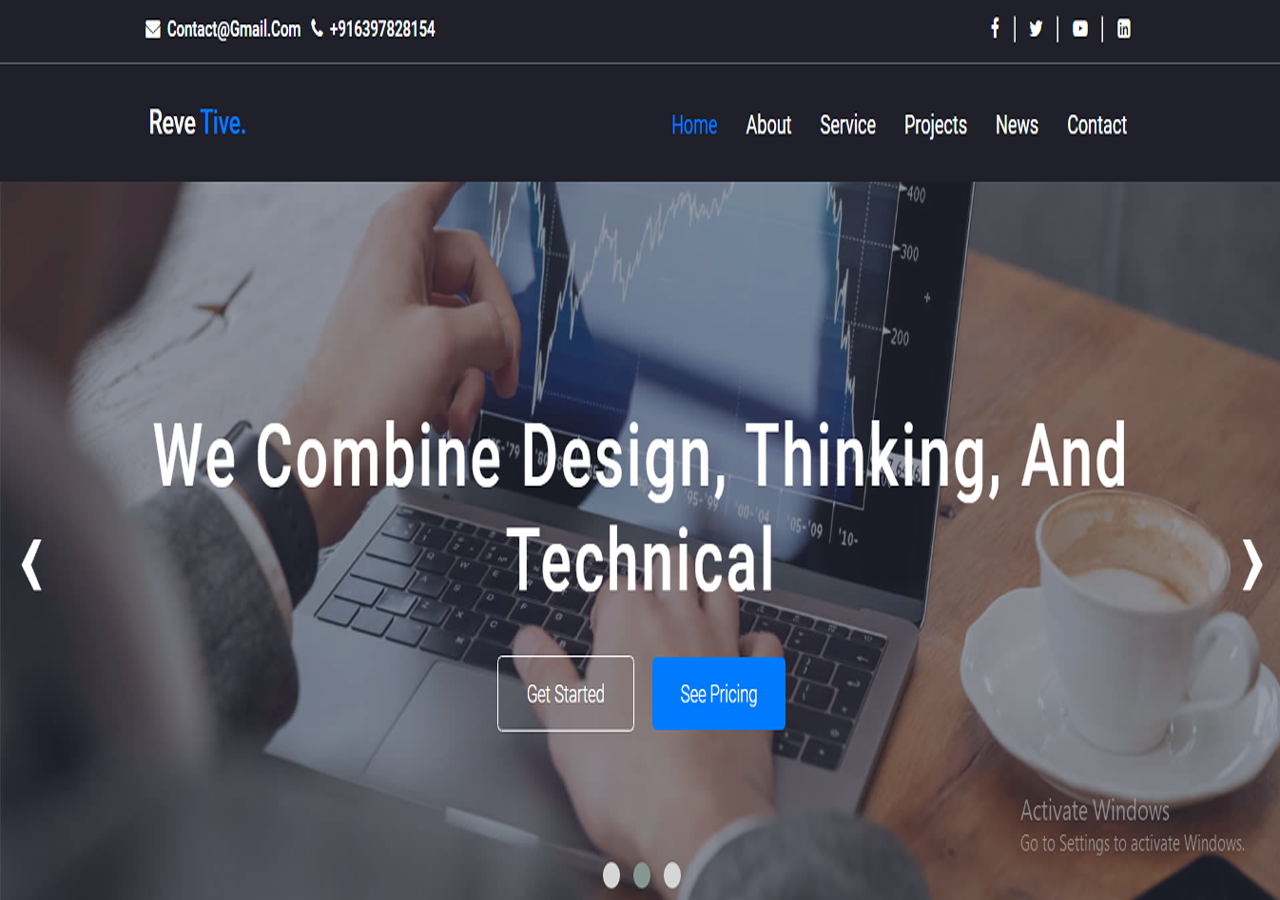 Contact@Gmail.Com +916397828154
Reve Tive.
Home About Service Projects News Contact
400
300
200
We Combine Design, Thinking, And
'95-'99 '00-'04 '05-'09 '10-
Technical
Get Started See Pricing
Activate Windows
Go to Settings to activate Windows.